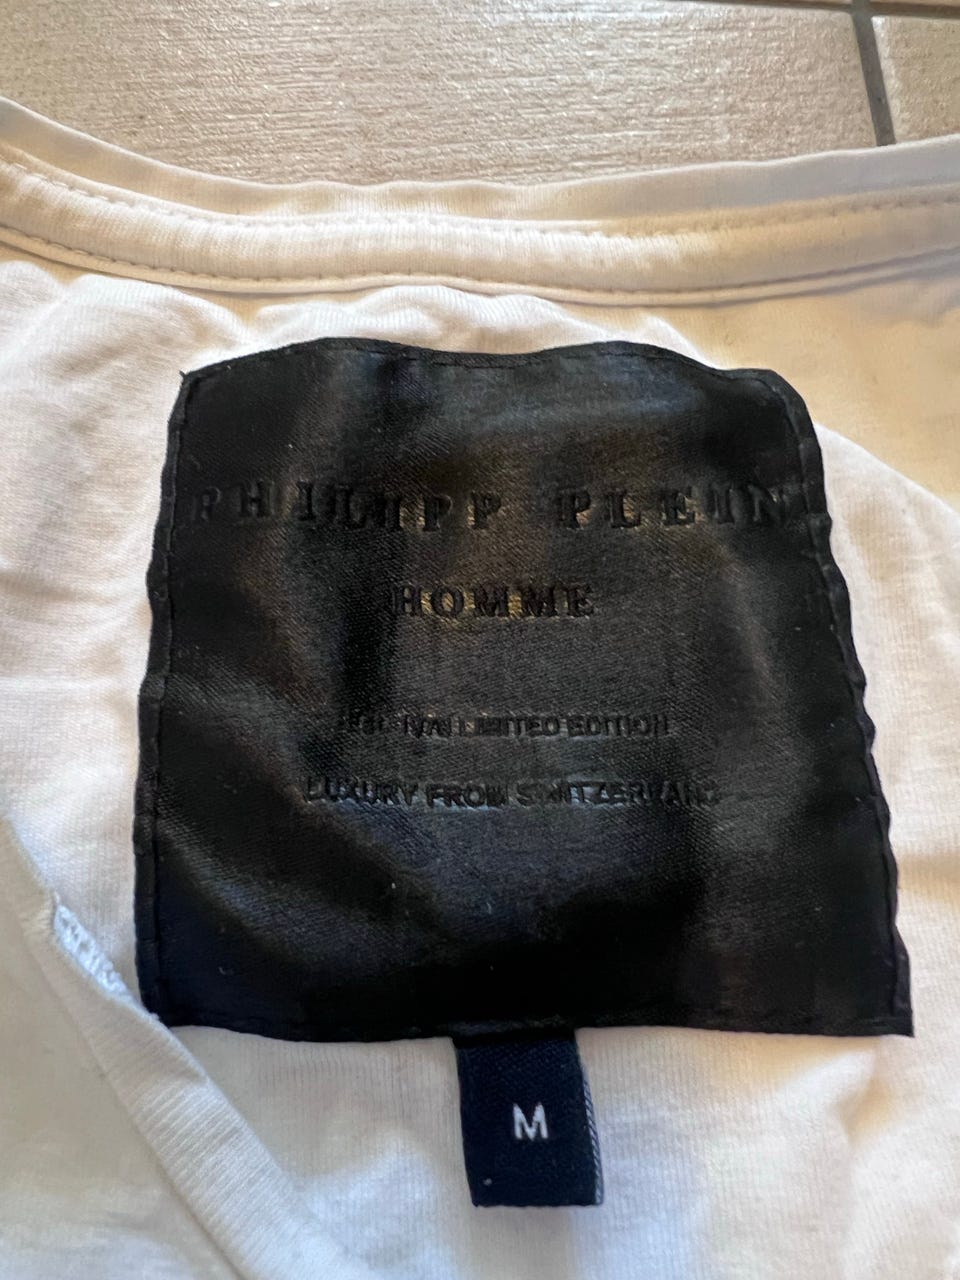 PHILIPP PLEIN
HOMME
LIMITED EDITION
LUXURY FROM SWITZERLAND
M